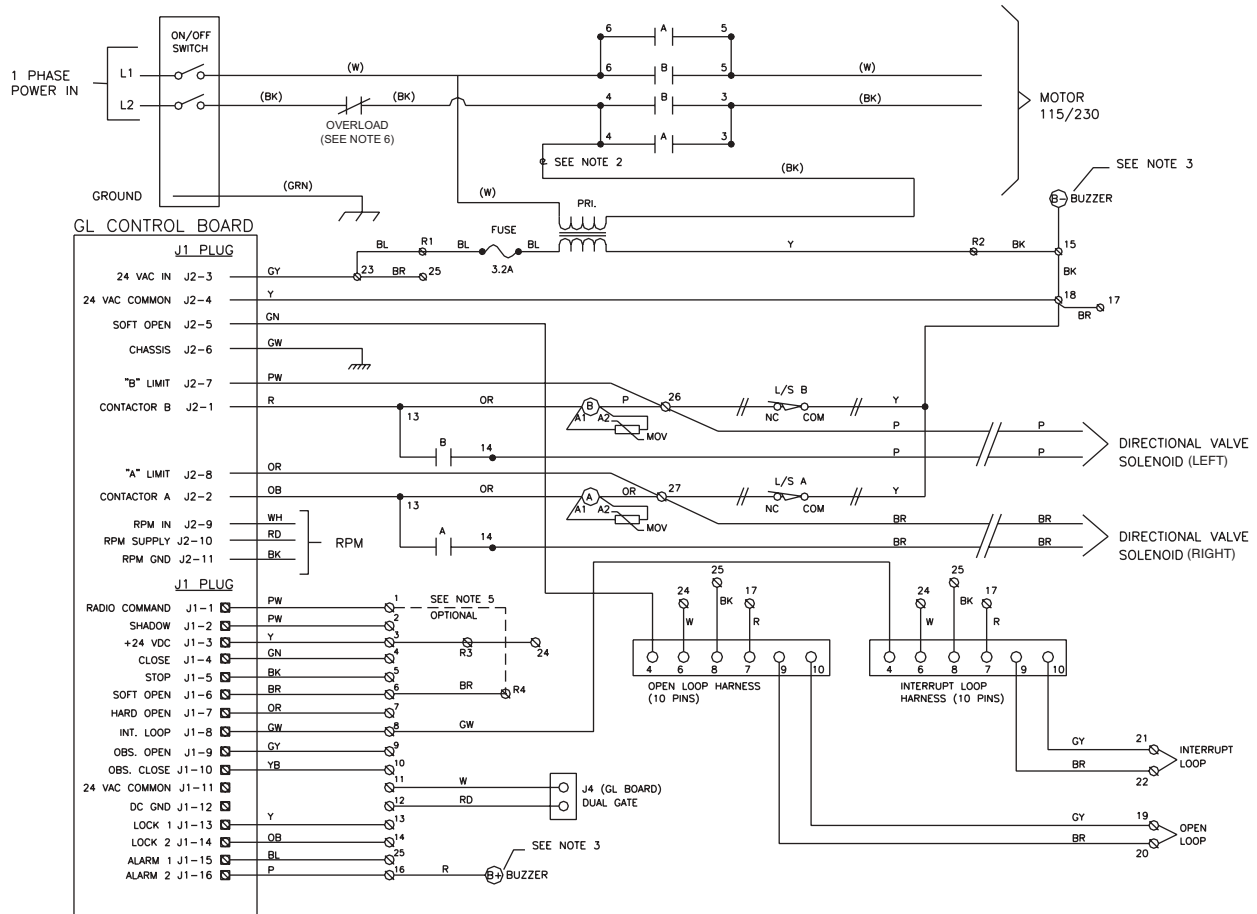 ON/OFF
SWITCH
1 PHASE
POWER IN
L1
L2
(W)
(BK)
(BK)
OVERLOAD
(SEE NOTE 6)
6 A 5
6 B 5
(W)
4 B 3
(BK)
4 A 3
MOTOR
115/230
SEE NOTE 2
(BK)
GROUND
(GRN)
(W)
PRI.
SEE NOTE 3
B- BUZZER
GL CONTROL BOARD
J1 PLUG
BL R1 BL FUSE BL
3.2A
Y R2 BK 15
24 VAC IN J2-3 GY 23 BR 25
BK
24 VAC COMMON J2-4 Y 18 17
BR
SOFT OPEN J2-5 GN
CHASSIS J2-6 GW
"B" LIMIT J2-7 PW
L/S B
CONTACTOR B J2-1 R 13 OR B P 26 Y
A1 A2 NC COM
MOV
P P
B 14 P P
DIRECTIONAL VALVE
SOLENOID (LEFT)
"A" LIMIT J2-8 OR
L/S A
CONTACTOR A J2-2 OB 13 OR A OR 27 Y
A1 A2 NC COM
MOV
BR BR
A 14 BR BR
DIRECTIONAL VALVE
SOLENOID (RIGHT)
RPM IN J2-9 WH
RPM SUPPLY J2-10 RD RPM
RPM GND J2-11 BK
J1 PLUG
RADIO COMMAND J1-1 PW 1 SEE NOTE 5
OPTIONAL
SHADOW J1-2 PW 2
+24 VDC J1-3 Y 3 R3 24
CLOSE J1-4 GN 4
STOP J1-5 BK 5
SOFT OPEN J1-6 BR 6 BR R4
HARD OPEN J1-7 OR 7
INT. LOOP J1-8 GW 8 GW
OBS. OPEN J1-9 GY 9
OBS. CLOSE J1-10 YB 10
24 VAC COMMON J1-11 11 W
DC GND J1-12 12 RD
J4 (GL BOARD)
DUAL GATE
LOCK 1 J1-13 Y 13
LOCK 2 J1-14 OB 14
ALARM 1 J1-15 BL 25
ALARM 2 J1-16 P 16 R B+ BUZZER
SEE NOTE 3
24 25 17
W BK R
4 6 8 7 9 10
OPEN LOOP HARNESS
(10 PINS)
24 25 17
W BK R
4 6 8 7 9 10
INTERRUPT LOOP
HARNESS (10 PINS)
GY 21
BR 22
INTERRUPT
LOOP
GY 19
BR 20
OPEN
LOOP